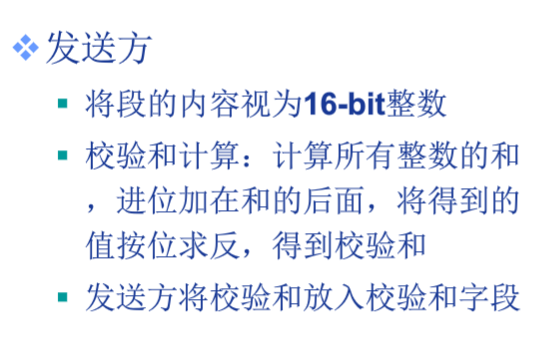 发送方
将段的内容视为16-bit整数
校验和计算：计算所有整数的和
，进位加在和的后面，将得到的
值按位求反，得到校验和
发送方将校验和放入校验和字段